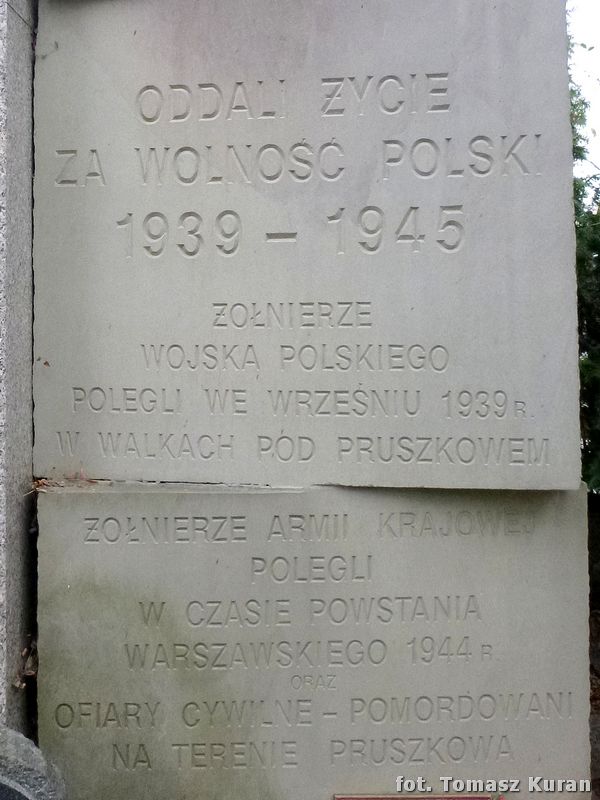 ODDALI ŻYCIE
ZA WOLNOŚĆ POLSKI
1939 – 1945
ŻOŁNIERZE
WOJSKA POLSKIEGO
POLEGLI WE WRZEŚNIU 1939 R.
W WALKACH POD PRUSZKOWEM
ŻOŁNIERZE ARMII KRAJOWEJ
POLEGLI
W CZASIE POWSTANIA
WARSZAWSKIEGO 1944 R
ORAZ
OFIARY CYWILNE – POMORDOWANI
NA TERENIE PRUSZKOWA
fot. Tomasz Kuran